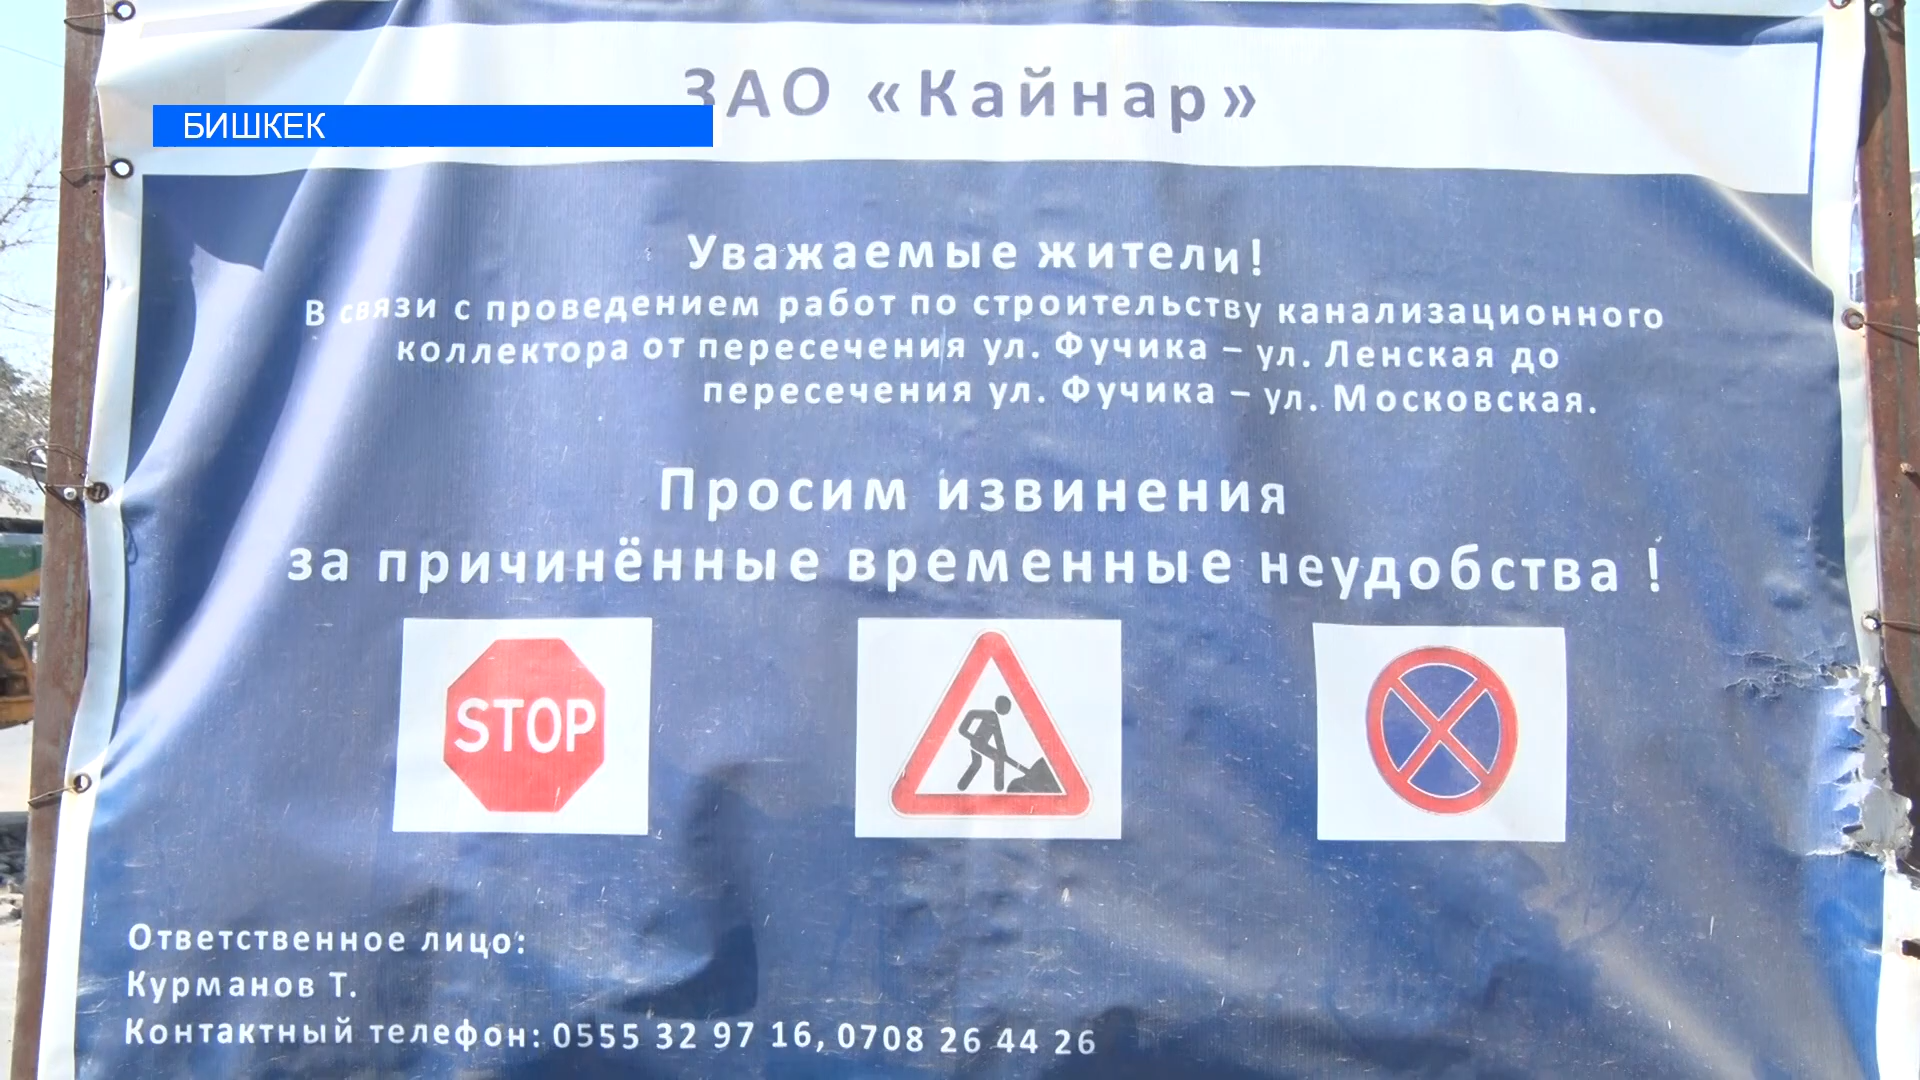 ЗАО «Кайнар»
БИШКЕК
Уважаемые жители!
В связи с проведением работ по строительству канализационного
коллектора от пересечения ул. Фучика – ул. Ленская до
пересечения ул. Фучика – ул. Московская.
Просим извинения
за причинённые временные неудобства !
STOP
Ответственное лицо:
Курманов Т.
Контактный телефон: 0555 32 97 16, 0708 26 44 26